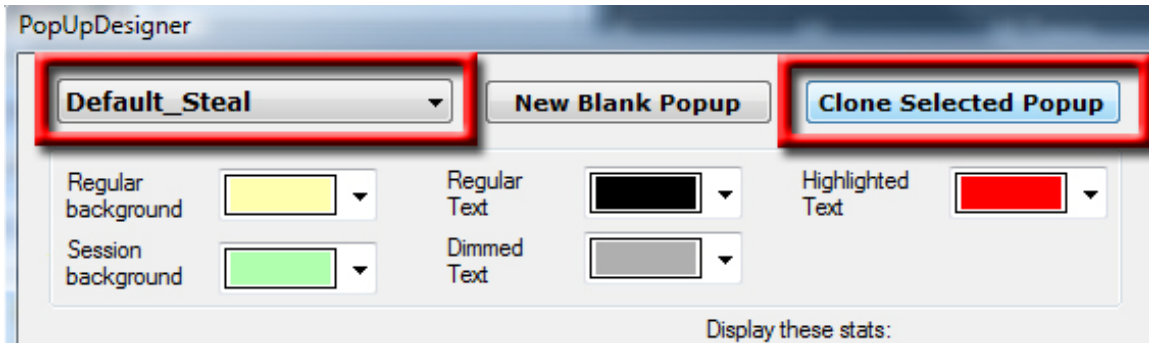 PopUpDesigner
Default_Steal New Blank Popup Clone Selected Popup
Regular background Regular Text Highlighted Text
Session background Dimmed Text
Display these stats: